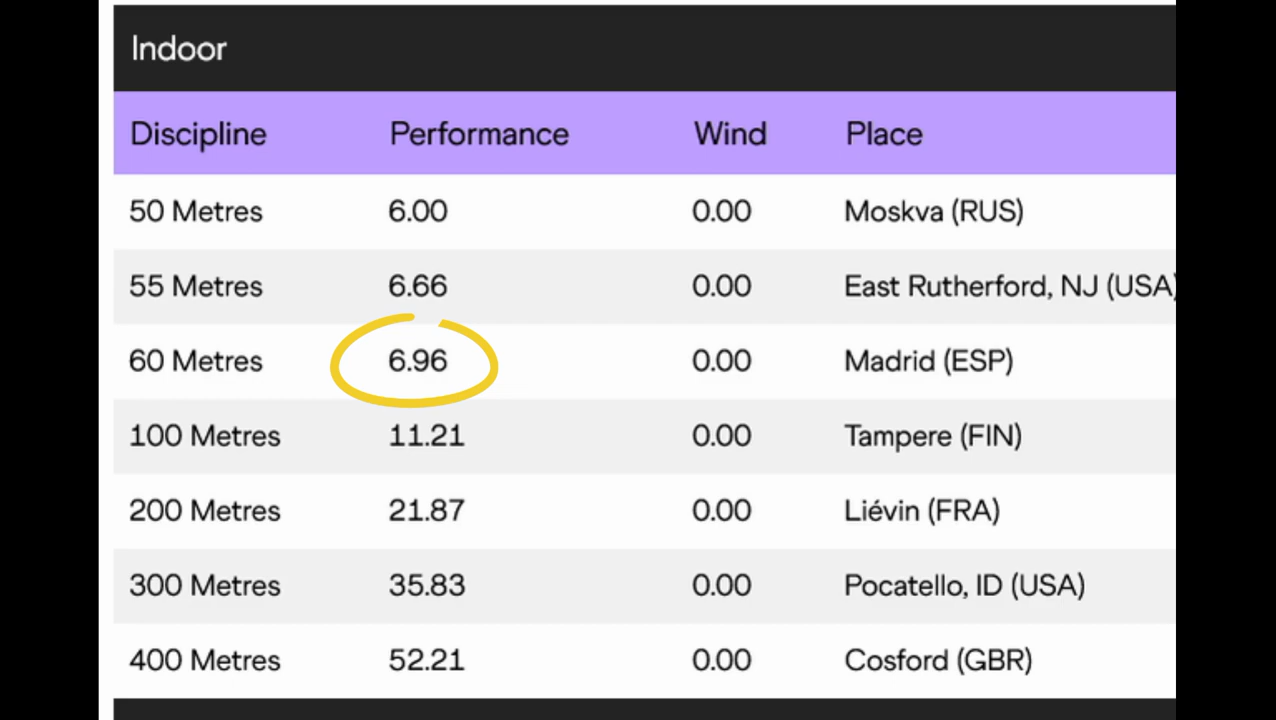 Indoor
Discipline Performance Wind Place
50 Metres 6.00 0.00 Moskva (RUS)
55 Metres 6.66 0.00 East Rutherford, NJ (USA)
60 Metres 6.96 0.00 Madrid (ESP)
100 Metres 11.21 0.00 Tampere (FIN)
200 Metres 21.87 0.00 Liévin (FRA)
300 Metres 35.83 0.00 Pocatello, ID (USA)
400 Metres 52.21 0.00 Cosford (GBR)